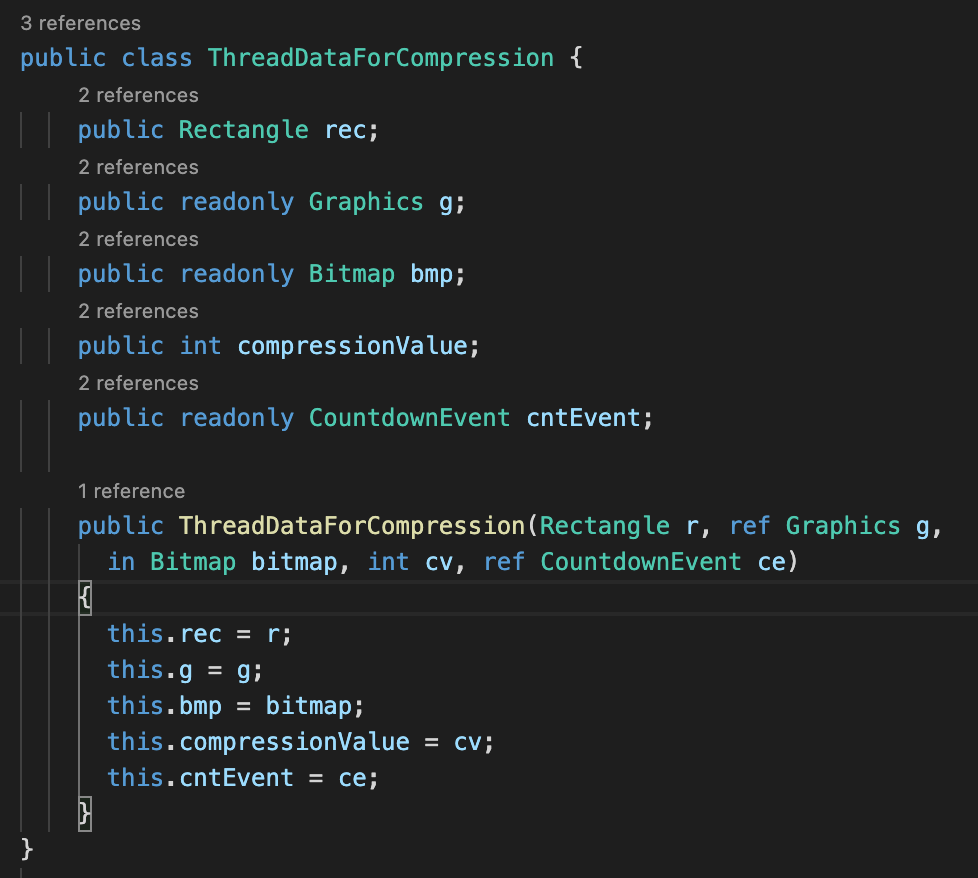 3 references
public class ThreadDataForCompression {
2 references
public Rectangle rec;
2 references
public readonly Graphics g;
2 references
public readonly Bitmap bmp;
2 references
public int compressionValue;
2 references
public readonly CountdownEvent cntEvent;
1 reference
public ThreadDataForCompression(Rectangle r, ref Graphics g,
in Bitmap bitmap, int cv, ref CountdownEvent ce)
{
this.rec = r;
this.g = g;
this.bmp = bitmap;
this.compressionValue = cv;
this.cntEvent = ce;
}
}